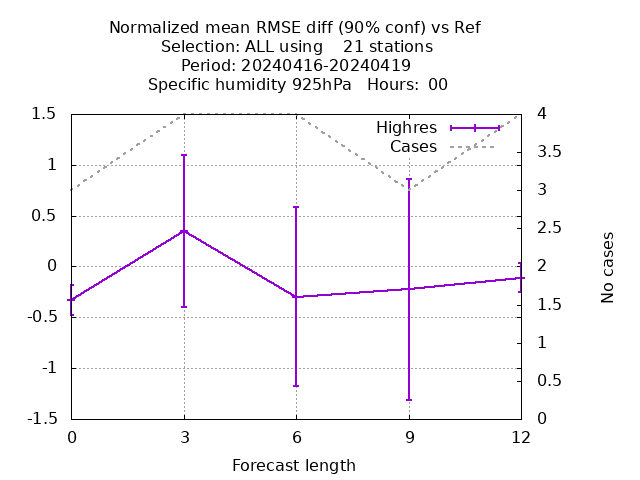 Normalized mean RMSE diff (90% conf) vs Ref
Selection: ALL using    21 stations
Period: 20240416-20240419
Specific humidity 925hPa   Hours:  00
1.5
1
0.5
0
-0.5
-1
-1.5
Highres
Cases
4
3.5
3
2.5
2
1.5
1
0.5
0
No cases
0 3 6 9 12
Forecast length